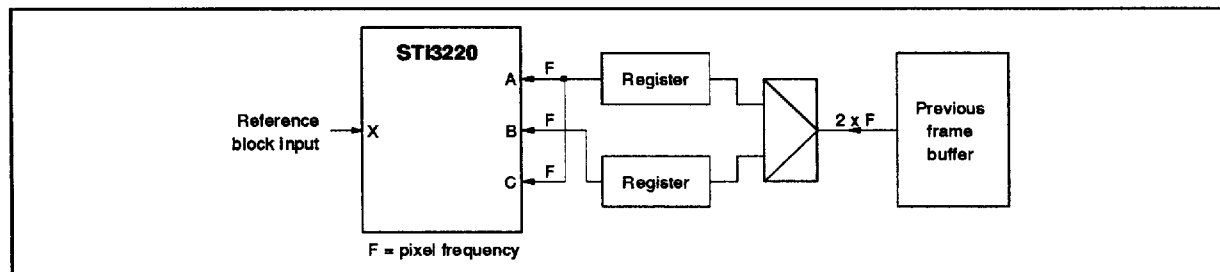 STI3220
A
F
Register
Reference
block input
X
B
F
2 x F
Previous
frame
buffer
C
F
Register
F = pixel frequency